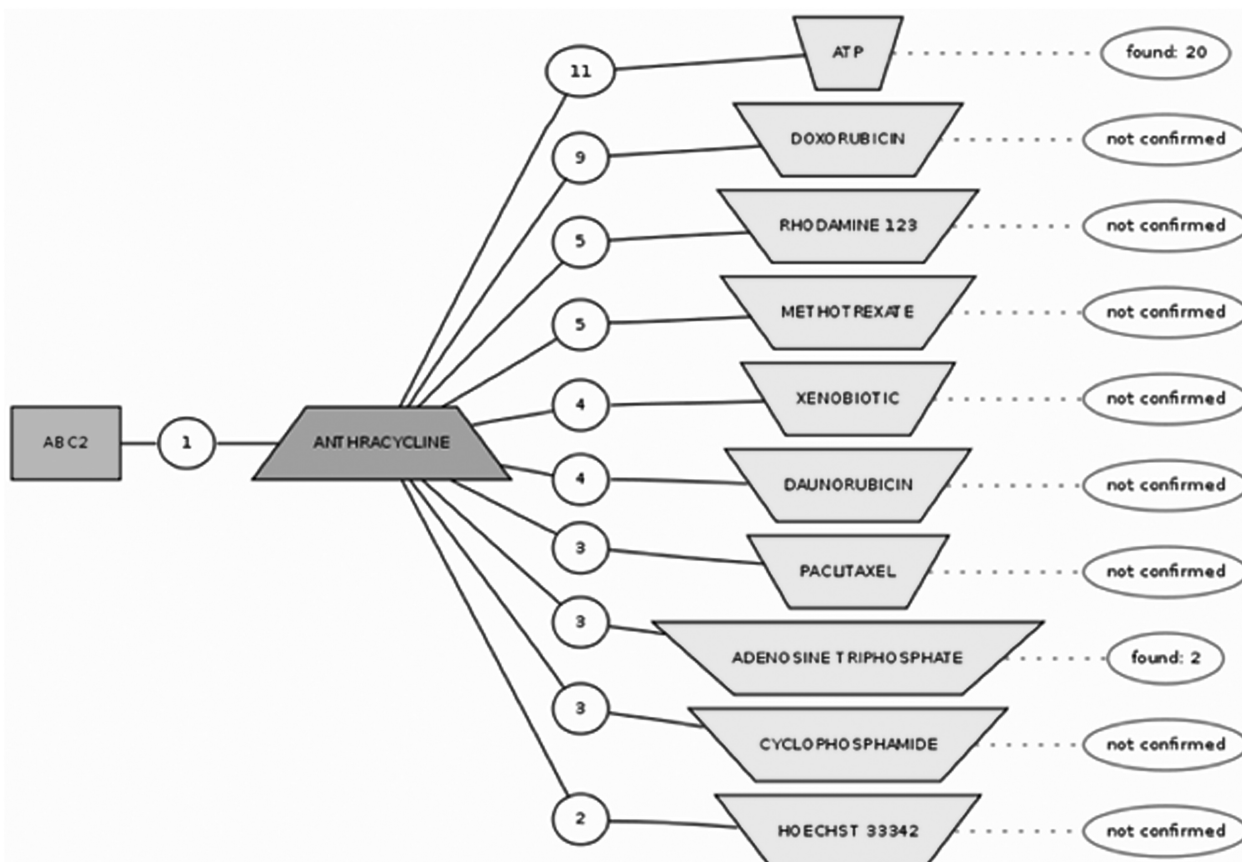 11 ATP found: 20
9 DOXORUBICIN not confirmed
5 RHODAMINE 123 not confirmed
5 METHOTREXATE not confirmed
4 XENOBIOTIC not confirmed
ABC2 1 ANTHRACYCLINE
4 DAUNORUBICIN not confirmed
3 PACLITAXEL not confirmed
3 ADENOSINE TRIPHOSPHATE found: 2
3 CYCLOPHOSPHAMIDE not confirmed
2 HOECHST 33342 not confirmed